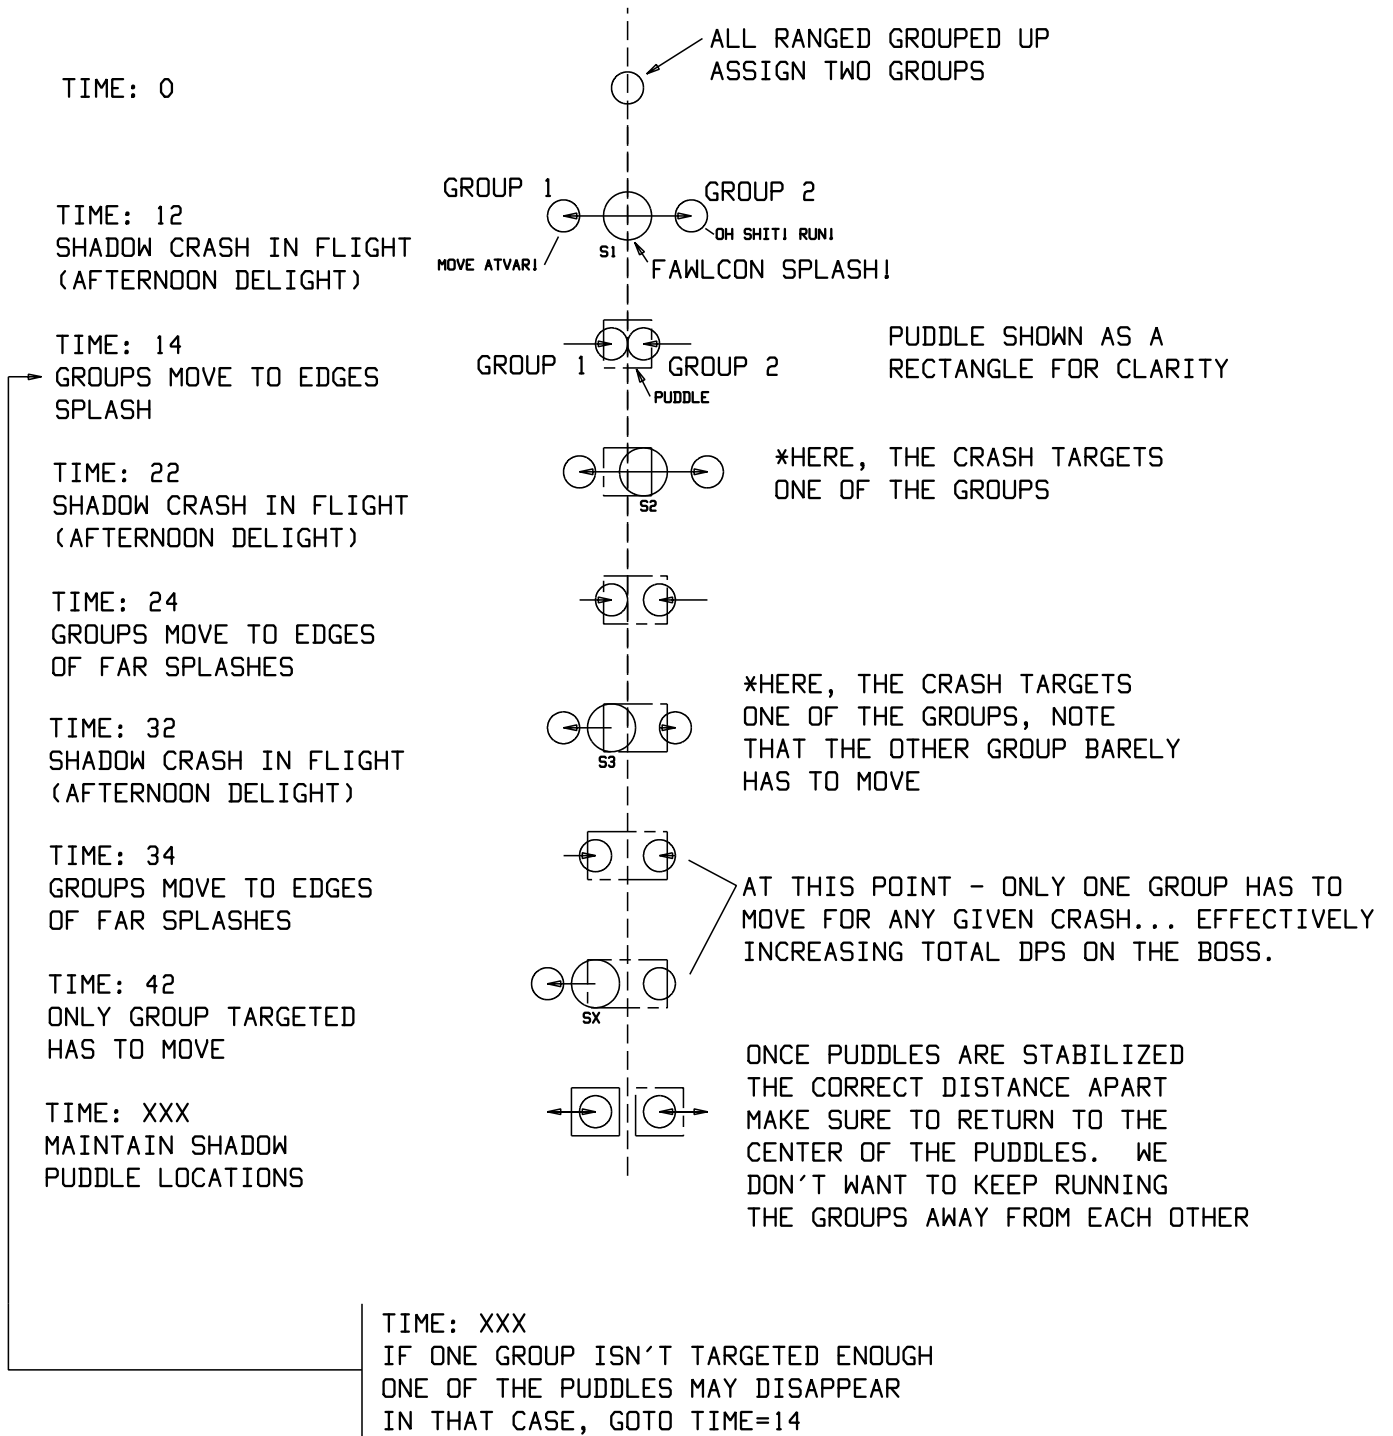 ALL RANGED GROUPED UP
ASSIGN TWO GROUPS
TIME: 0
GROUP 1
GROUP 2
TIME: 12
SHADOW CRASH IN FLIGHT
(AFTERNOON DELIGHT)
OH SHIT! RUN!
S1
MOVE ATVAR!
FAWLCON SPLASH!
TIME: 14
GROUPS MOVE TO EDGES
SPLASH
GROUP 1
GROUP 2
PUDDLE
PUDDLE SHOWN AS A
RECTANGLE FOR CLARITY
TIME: 22
SHADOW CRASH IN FLIGHT
(AFTERNOON DELIGHT)
S2
*HERE, THE CRASH TARGETS
ONE OF THE GROUPS
TIME: 24
GROUPS MOVE TO EDGES
OF FAR SPLASHES
TIME: 32
SHADOW CRASH IN FLIGHT
(AFTERNOON DELIGHT)
S3
*HERE, THE CRASH TARGETS
ONE OF THE GROUPS, NOTE
THAT THE OTHER GROUP BARELY
HAS TO MOVE
TIME: 34
GROUPS MOVE TO EDGES
OF FAR SPLASHES
AT THIS POINT - ONLY ONE GROUP HAS TO
MOVE FOR ANY GIVEN CRASH... EFFECTIVELY
INCREASING TOTAL DPS ON THE BOSS.
TIME: 42
ONLY GROUP TARGETED
HAS TO MOVE
SX
TIME: XXX
MAINTAIN SHADOW
PUDDLE LOCATIONS
ONCE PUDDLES ARE STABILIZED
THE CORRECT DISTANCE APART
MAKE SURE TO RETURN TO THE
CENTER OF THE PUDDLES. WE
DON'T WANT TO KEEP RUNNING
THE GROUPS AWAY FROM EACH OTHER
TIME: XXX
IF ONE GROUP ISN'T TARGETED ENOUGH
ONE OF THE PUDDLES MAY DISAPPEAR
IN THAT CASE, GOTO TIME=14